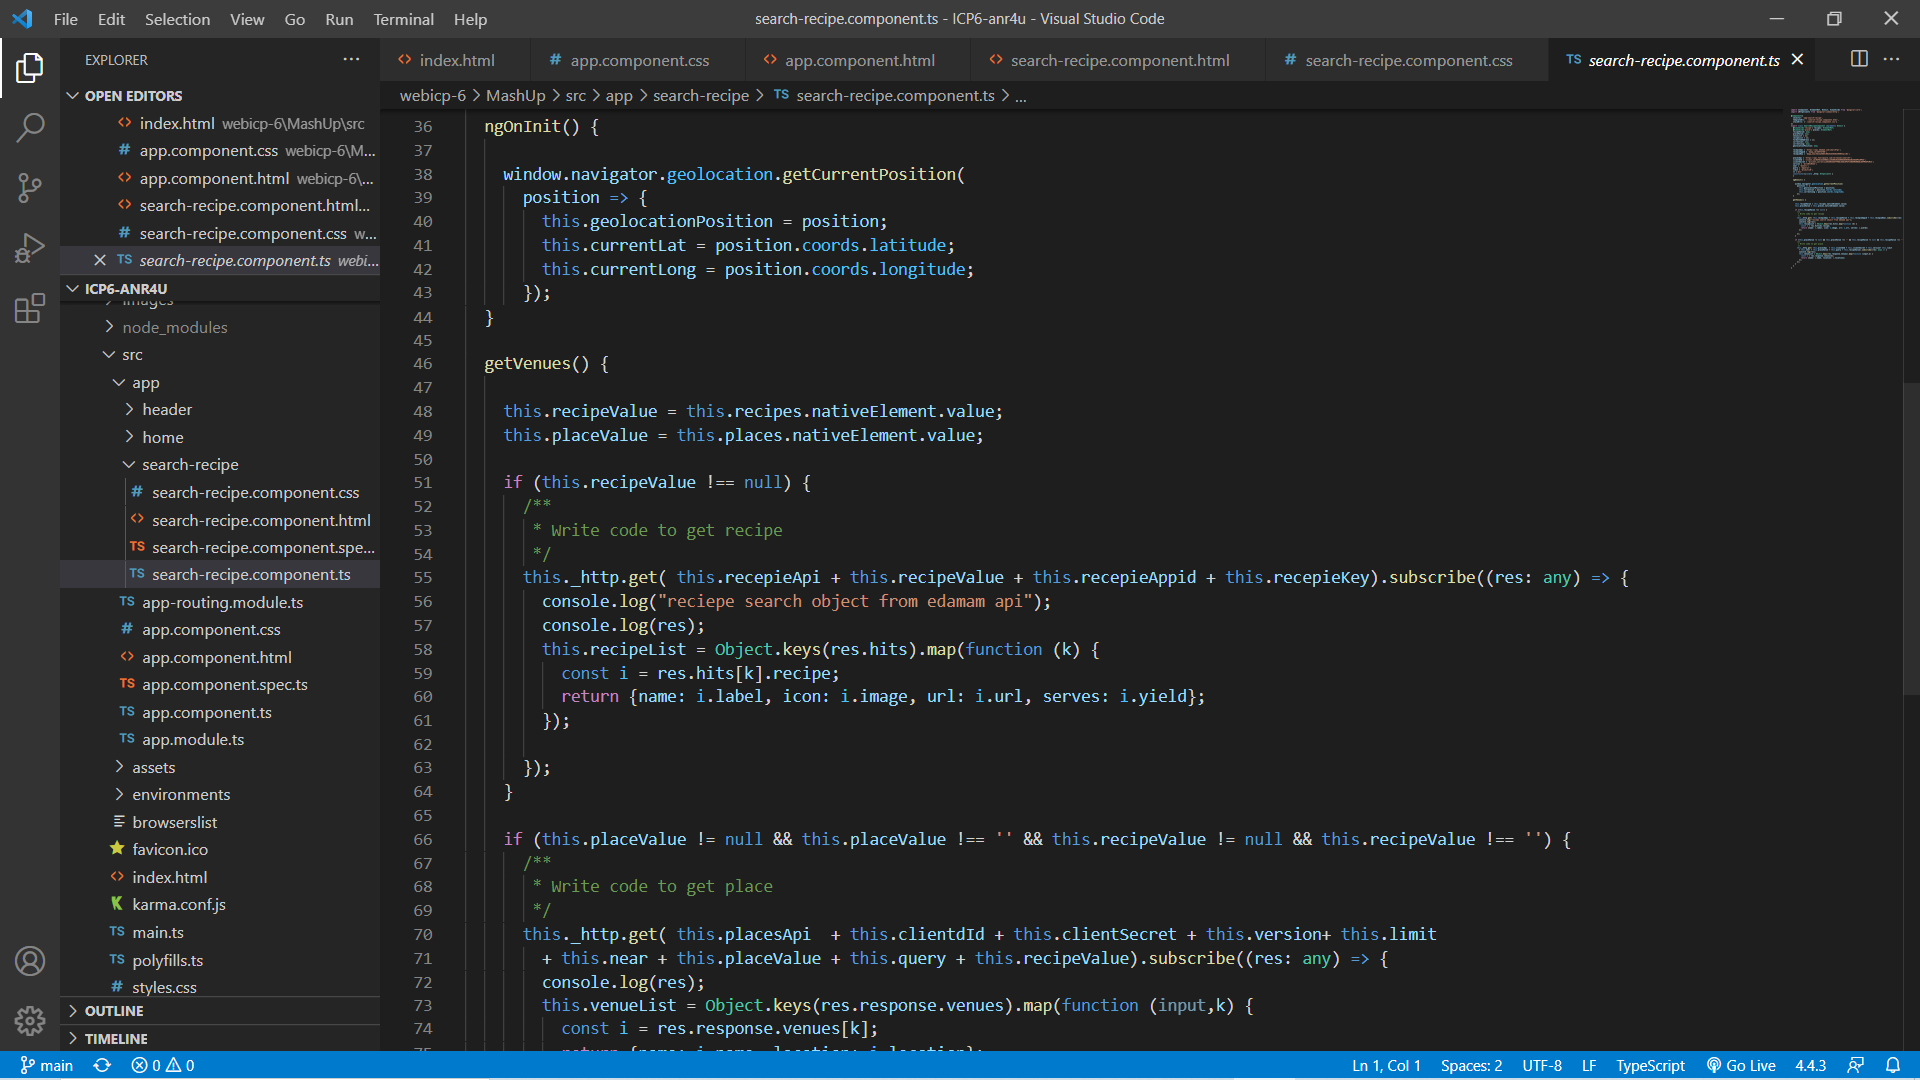 File Edit Selection View Go Run Terminal Help
search-recipe.component.ts - ICP6-anr4u - Visual Studio Code
EXPLORER
OPEN EDITORS
index.html webicp-6\MashUp\src
app.component.css webicp-6\M...
app.component.html webicp-6\...
search-recipe.component.html...
search-recipe.component.css w...
TS search-recipe.component.ts webi...
ICP6-ANR4U
images
node_modules
src
app
header
home
search-recipe
search-recipe.component.css
search-recipe.component.html
TS search-recipe.component.spe...
TS search-recipe.component.ts
TS app-routing.module.ts
# app.component.css
app.component.html
TS app.component.spec.ts
TS app.component.ts
TS app.module.ts
assets
environments
browserslist
favicon.ico
index.html
karma.conf.js
TS main.ts
TS polyfills.ts
# styles.css
OUTLINE
TIMELINE
index.html # app.component.css app.component.html search-recipe.component.html # search-recipe.component.css TS search-recipe.component.ts
webicp-6 > MashUp > src > app > search-recipe > TS search-recipe.component.ts > ...
36 ngOnInit() {
37
38 window.navigator.geolocation.getCurrentPosition(
39 position => {
40 this.geolocationPosition = position;
41 this.currentLat = position.coords.latitude;
42 this.currentLong = position.coords.longitude;
43 });
44 }
45
46 getVenues() {
47
48 this.recipeValue = this.recipes.nativeElement.value;
49 this.placeValue = this.places.nativeElement.value;
50
51 if (this.recipeValue !== null) {
52 /**
53 * Write code to get recipe
54 */
55 this._http.get( this.recepieApi + this.recipeValue + this.recepieAppid + this.recepieKey).subscribe((res: any) => {
56 console.log("reciepe search object from edamam api");
57 console.log(res);
58 this.recipeList = Object.keys(res.hits).map(function (k) {
59 const i = res.hits[k].recipe;
60 return {name: i.label, icon: i.image, url: i.url, serves: i.yield};
61 });
62
63 });
64 }
65
66 if (this.placeValue != null && this.placeValue !== '' && this.recipeValue != null && this.recipeValue !== '') {
67 /**
68 * Write code to get place
69 */
70 this._http.get( this.placesApi  + this.clientdId + this.clientSecret + this.version+ this.limit
71 + this.near + this.placeValue + this.query + this.recipeValue).subscribe((res: any) => {
72 console.log(res);
73 this.venueList = Object.keys(res.response.venues).map(function (input,k) {
74 const i = res.response.venues[k];
main 0 0 Ln 1, Col 1 Spaces: 2 UTF-8 LF TypeScript Go Live 4.4.3